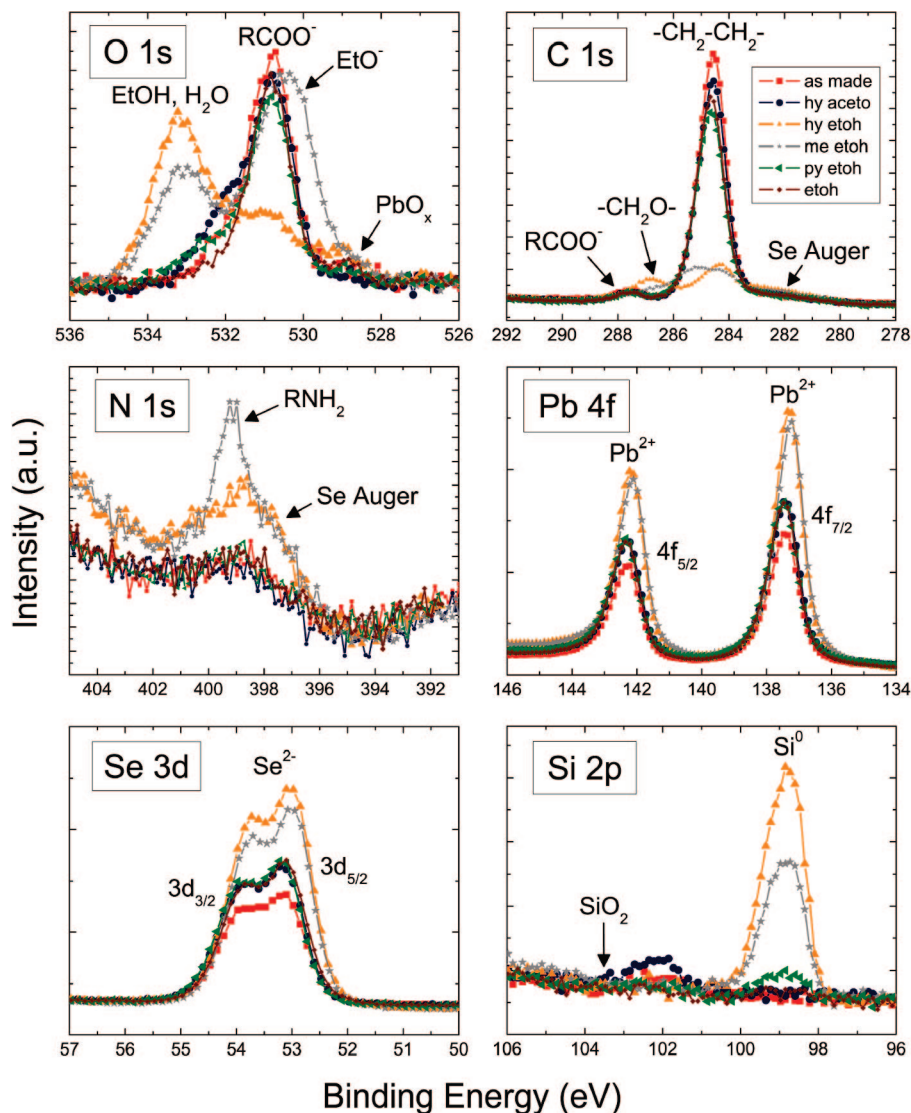 O 1s
RCOO⁻
EtO⁻
EtOH, H₂O
PbOₓ
536 534 532 530 528 526
C 1s
-CH₂-CH₂-
as made
hy aceto
hy etoh
me etoh
py etoh
etoh
-CH₂O-
RCOO⁻
Se Auger
292 290 288 286 284 282 280 278
N 1s
RNH₂
Se Auger
404 402 400 398 396 394 392
Pb 4f
Pb²⁺
Pb²⁺
4f₇/₂
4f₅/₂
146 144 142 140 138 136 134
Intensity (a.u.)
Se 3d
Se²⁻
3d₅/₂
3d₃/₂
57 56 55 54 53 52 51 50
Si 2p
Si⁰
SiO₂
106 104 102 100 98 96
Binding Energy (eV)